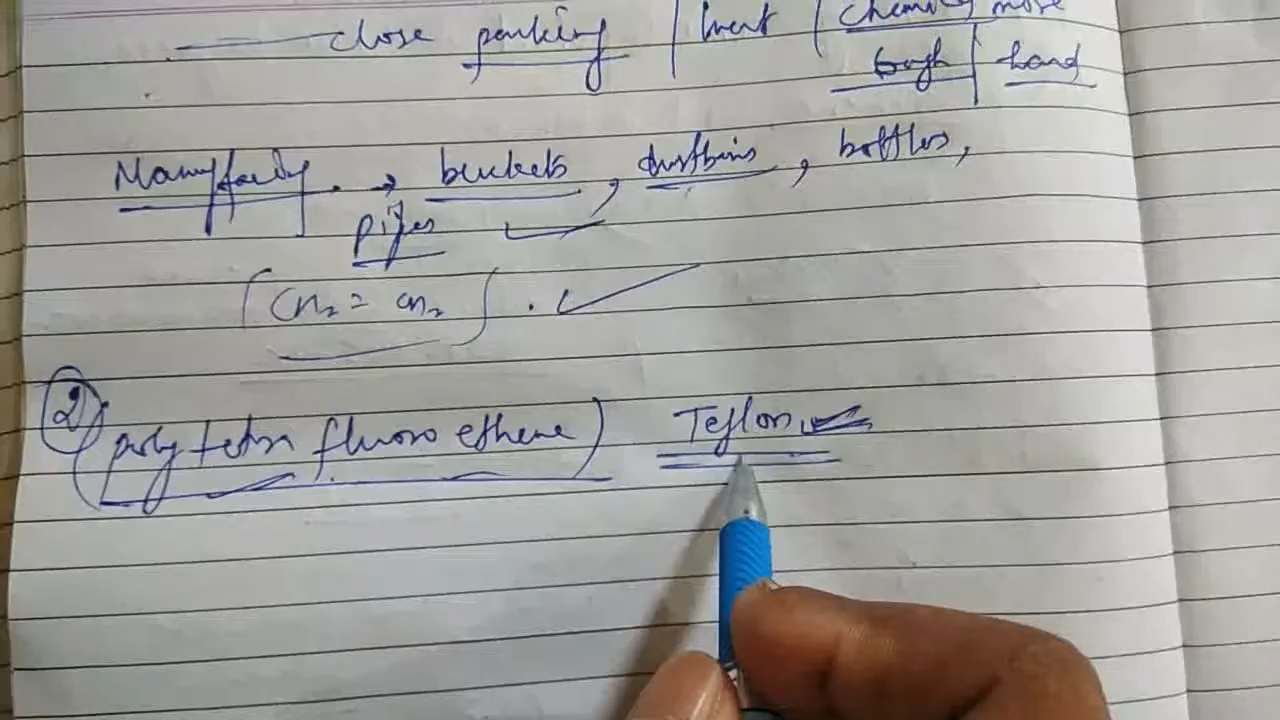 close packing | inert | chemically more
tough | hard
Manufacturing → buckets, dustbins, bottles,
pipes
(CH₂ = CH₂).
② (poly tetra fluoro ethene) Teflon